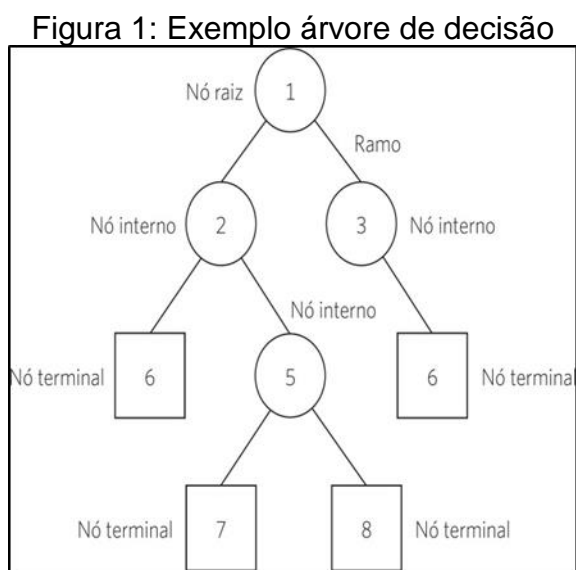 Figura 1: Exemplo árvore de decisão
Nó raiz 1
Ramo
Nó interno 2 3 Nó interno
Nó interno
Nó terminal 6 5 6 Nó terminal
Nó terminal 7 8 Nó terminal